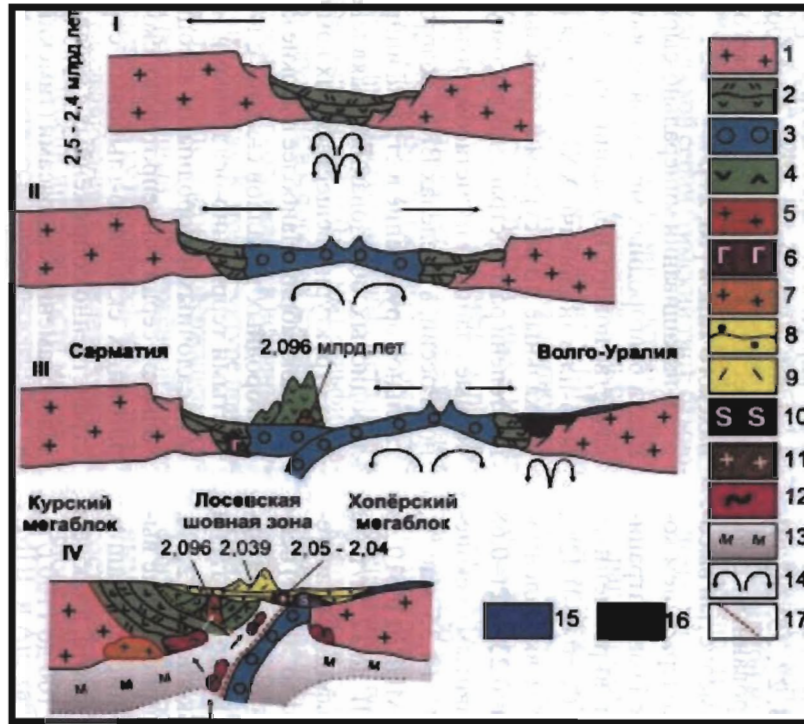 I
2,5 - 2,4 млрд лет
II
Сарматия
2,096 млрд лет
Волго-Уралия
III
Курский мегаблок
Лосевская шовная зона
Хопёрский мегаблок
IV
2,096 2,039 2,05 - 2,04
М М М М М
Г
1
2
3
4
5
Г Г 6
7
8
9
S S 10
11
12
М М 13
14
15
16
17